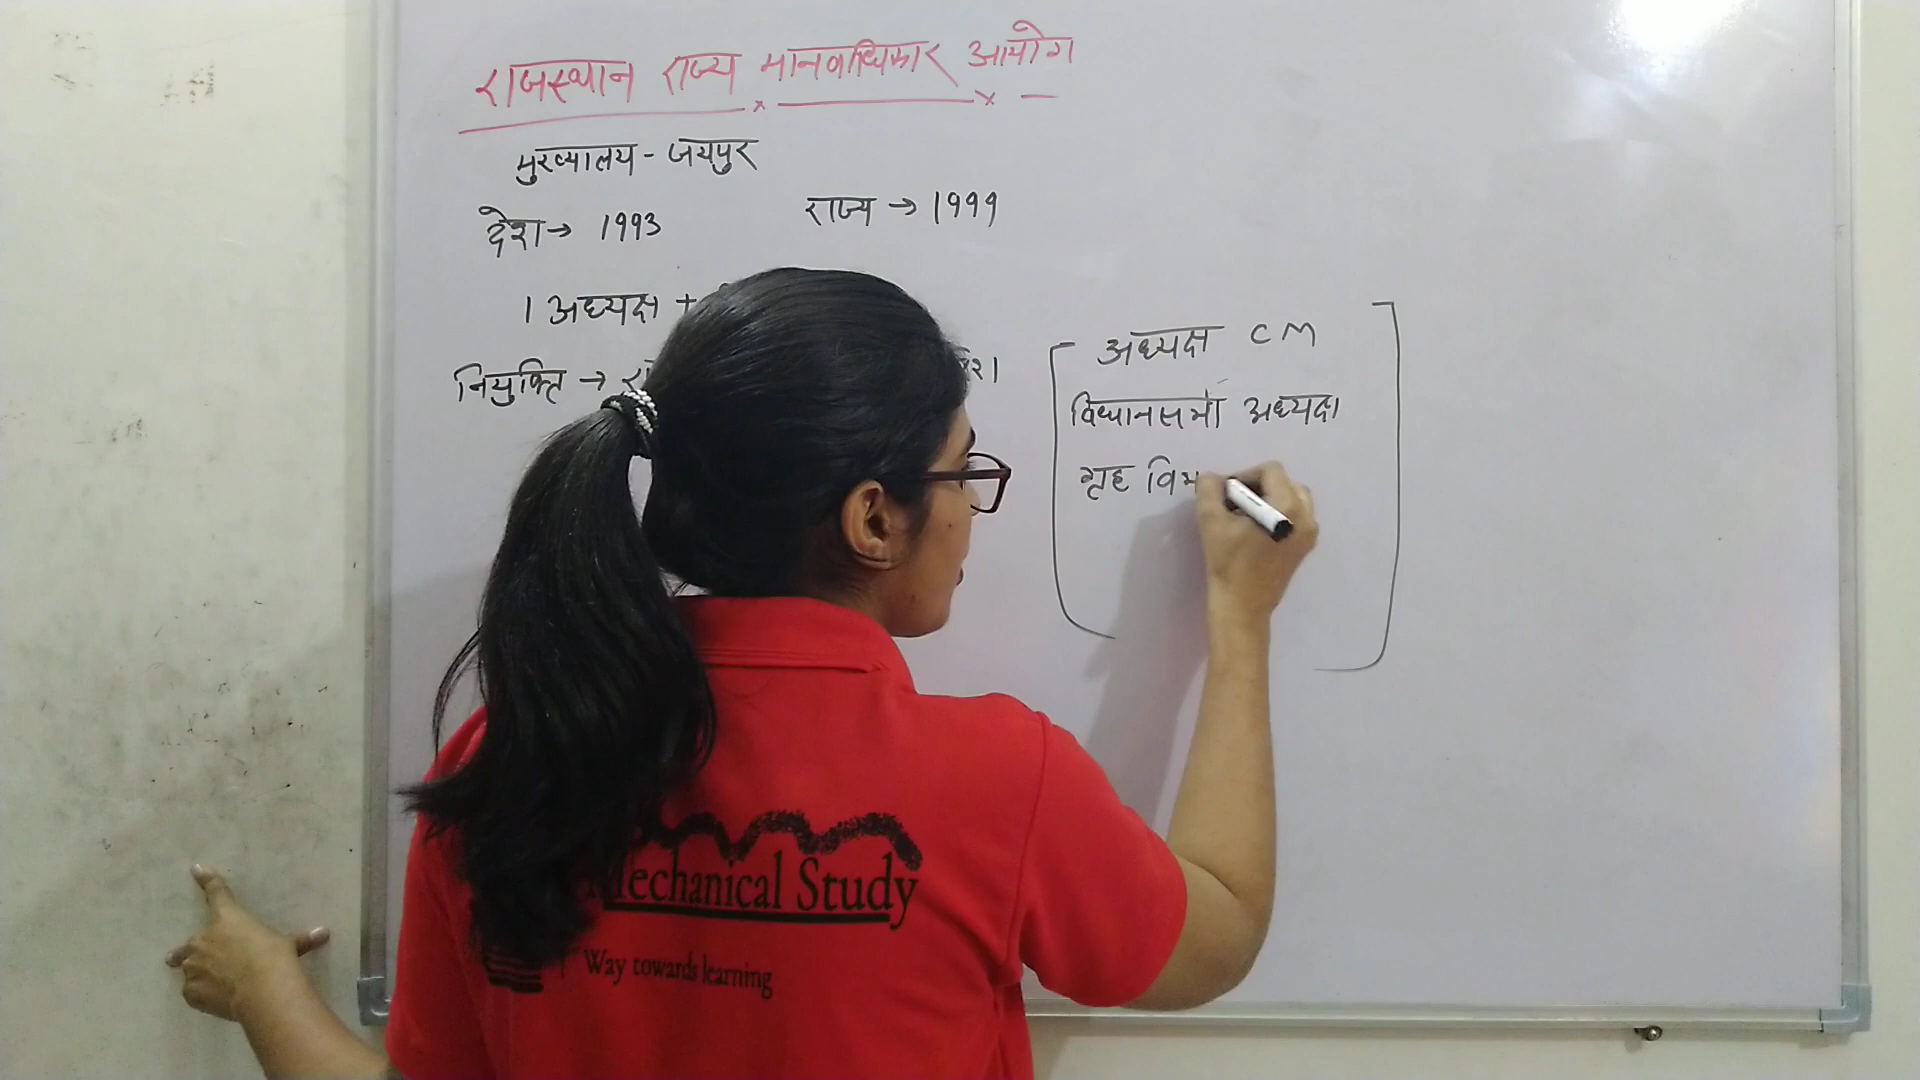 राजस्थान राज्य मानवाधिकार आयोग
मुख्यालय - जयपुर
देश → 1993 राज्य → 1999
1 अध्यक्ष +
नियुक्ति →
अध्यक्ष CM
विधानसभा अध्यक्ष
गृह विभ
Mechanical Study
Way towards learning